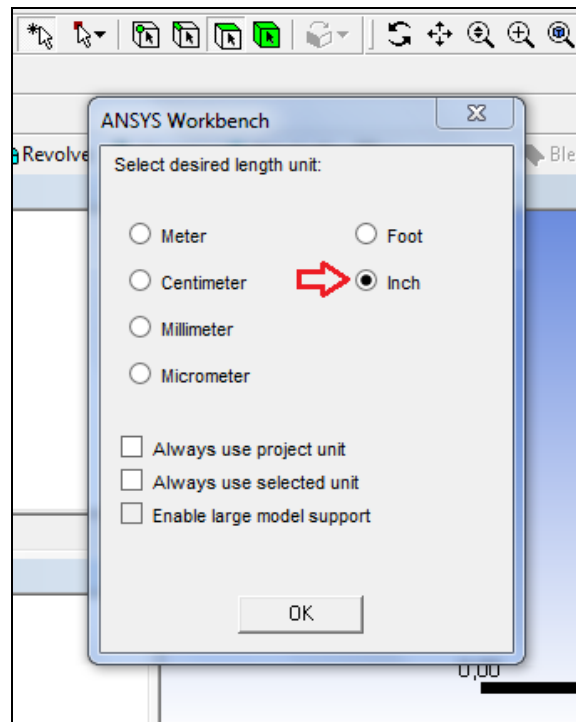 ANSYS Workbench
Revolve
Ble
Select desired length unit:
Meter
Foot
Centimeter
Inch
Millimeter
Micrometer
Always use project unit
Always use selected unit
Enable large model support
OK
0,00